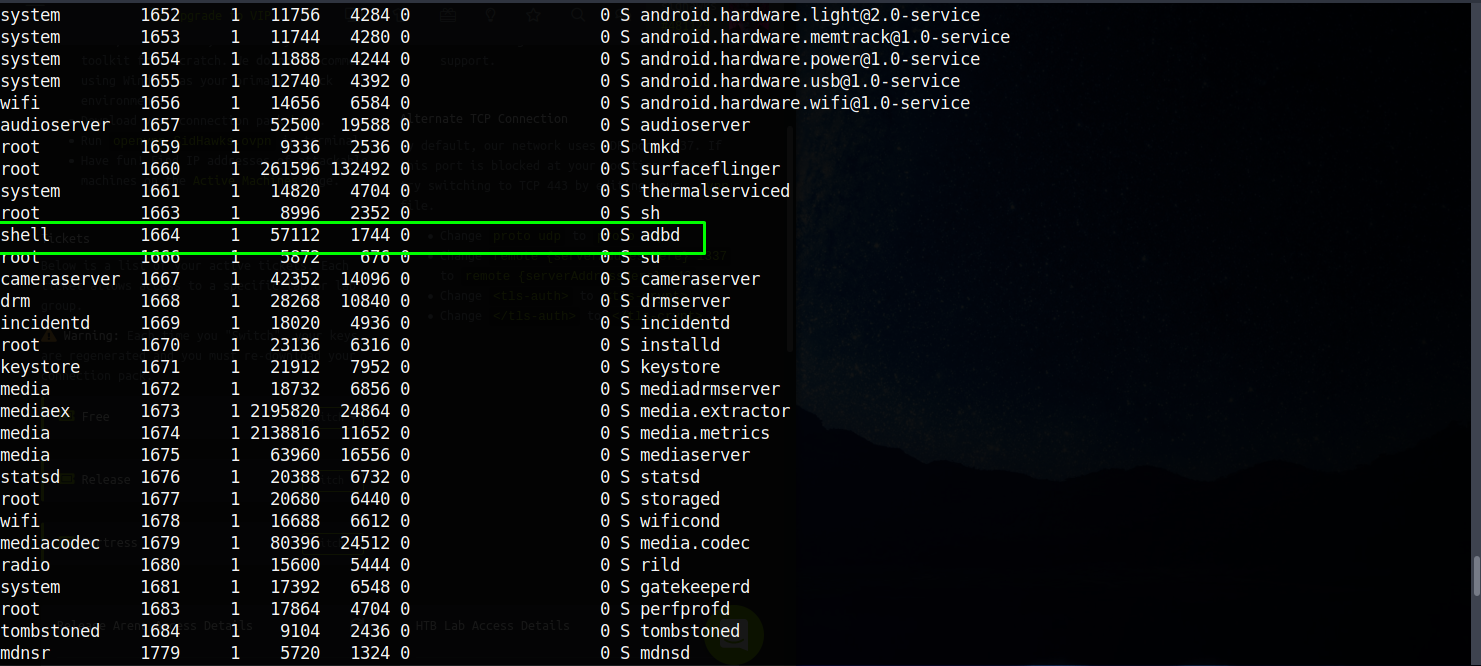 system 1652 1 11756 4284 0 0 S android.hardware.light@2.0-service
system 1653 1 11744 4280 0 0 S android.hardware.memtrack@1.0-service
system 1654 1 11888 4244 0 0 S android.hardware.power@1.0-service
system 1655 1 12740 4392 0 0 S android.hardware.usb@1.0-service
wifi 1656 1 14656 6584 0 0 S android.hardware.wifi@1.0-service
audioserver 1657 1 52500 19588 0 0 S audioserver
root 1659 1 9336 2536 0 0 S lmkd
root 1660 1 261596 132492 0 0 S surfaceflinger
system 1661 1 14820 4704 0 0 S thermalserviced
root 1663 1 8996 2352 0 0 S sh
shell 1664 1 57112 1744 0 0 S adbd
root 1666 1 5872 676 0 0 S su
cameraserver 1667 1 42352 14096 0 0 S cameraserver
drm 1668 1 28268 10840 0 0 S drmserver
incidentd 1669 1 18020 4936 0 0 S incidentd
root 1670 1 23136 6316 0 0 S installd
keystore 1671 1 21912 7952 0 0 S keystore
media 1672 1 18732 6856 0 0 S mediadrmserver
mediaex 1673 1 2195820 24864 0 0 S media.extractor
media 1674 1 2138816 11652 0 0 S media.metrics
media 1675 1 63960 16556 0 0 S mediaserver
statsd 1676 1 20388 6732 0 0 S statsd
root 1677 1 20680 6440 0 0 S storaged
wifi 1678 1 16688 6612 0 0 S wificond
mediacodec 1679 1 80396 24512 0 0 S media.codec
radio 1680 1 15600 5444 0 0 S rild
system 1681 1 17392 6548 0 0 S gatekeeperd
root 1683 1 17864 4704 0 0 S perfprofd
tombstoned 1684 1 9104 2436 0 0 S tombstoned
mdnsr 1779 1 5720 1324 0 0 S mdnsd